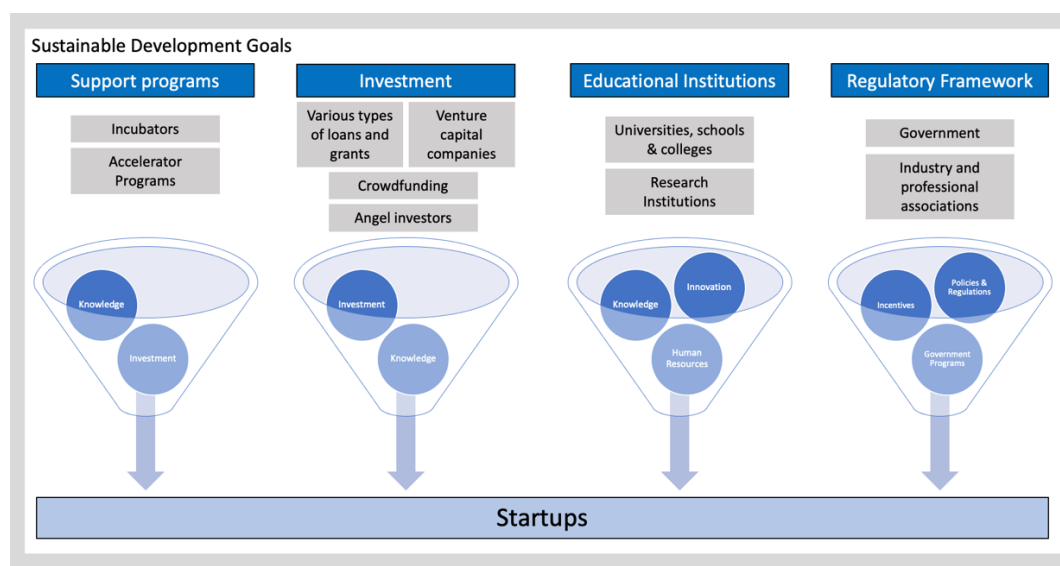 Sustainable Development Goals
Support programs
Investment
Educational Institutions
Regulatory Framework
Incubators
Accelerator
Programs
Various types
of loans and
grants
Venture
capital
companies
Crowdfunding
Angel investors
Universities, schools
& colleges
Research
Institutions
Government
Industry and
professional
associations
Knowledge
Investment
Investment
Knowledge
Knowledge
Innovation
Human
Resources
Incentives
Policies &
Regulations
Government
Programs
Startups